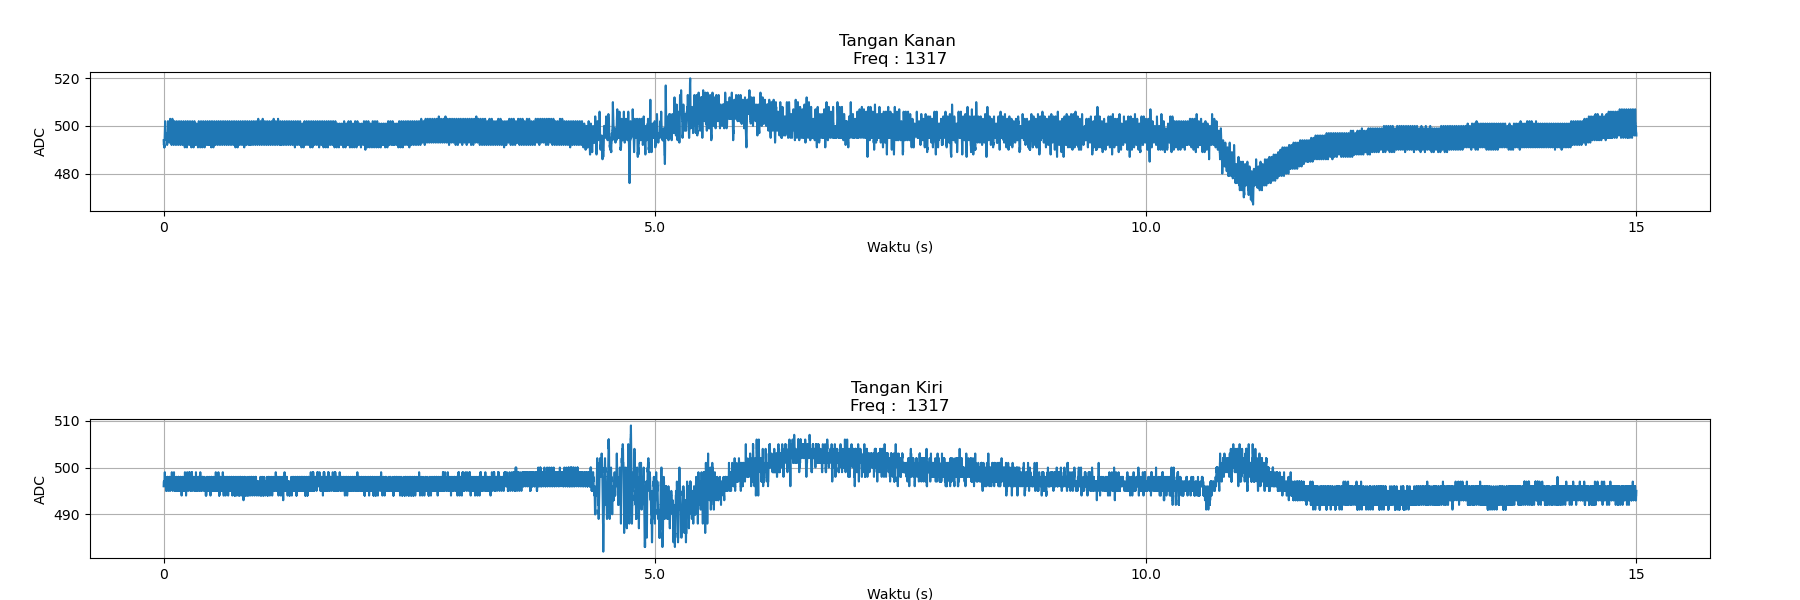 Tangan Kanan
Freq : 1317
520
500
480
ADC
0
5.0
10.0
15
Waktu (s)
Tangan Kiri
Freq :  1317
510
500
490
ADC
0
5.0
10.0
15
Waktu (s)